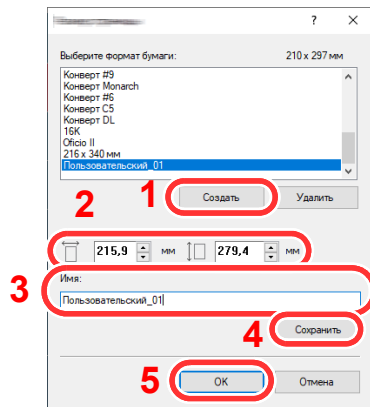 ?
Выберите формат бумаги: 210 x 297 мм
Конверт #9
Конверт Monarch
Конверт #6
Конверт C5
Конверт DL
16K
Oficio II
216 x 340 мм
Пользовательский_01
1 Создать Удалить
2
215,9 мм 279,4 мм
3 Имя:
Пользовательский_01
4 Сохранить
5 OK Отмена